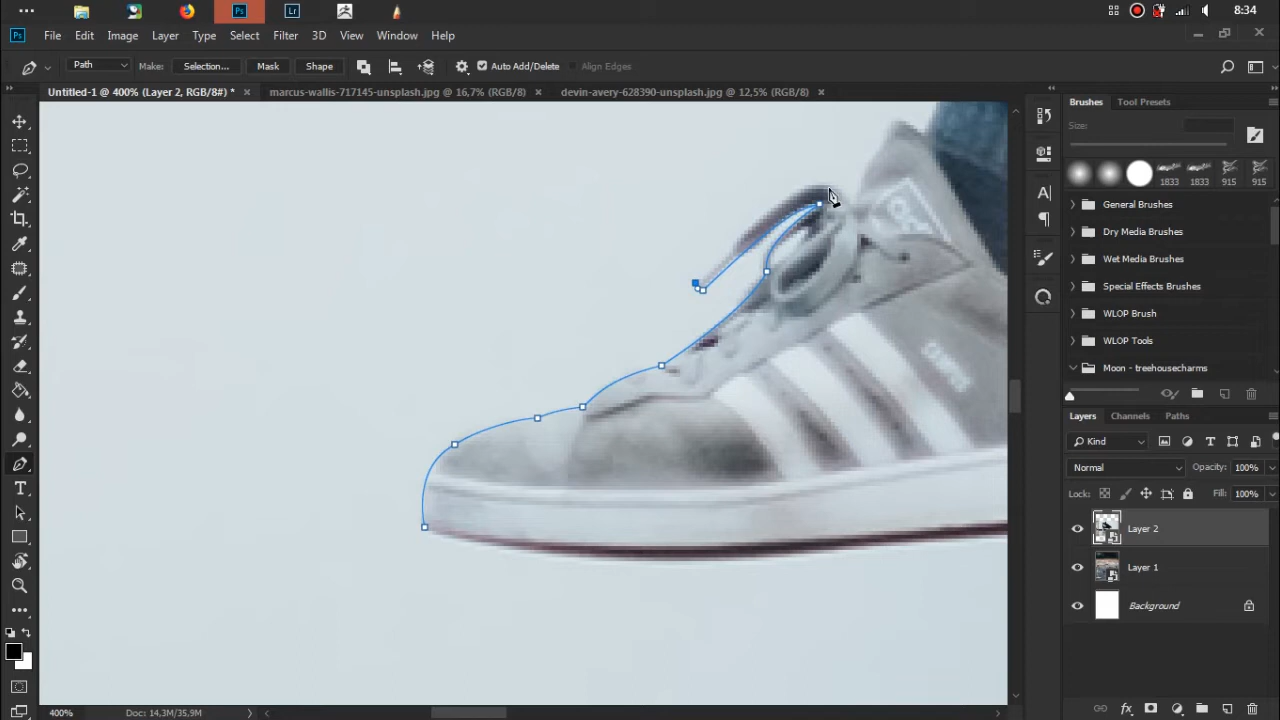 8:34
Ps
Lr
Ps File Edit Image Layer Type Select Filter 3D View Window Help
Path Make: Selection... Mask Shape Auto Add/Delete Align Edges
Untitled-1 @ 400% (Layer 2, RGB/8#) * × marcus-wallis-717145-unsplash.jpg @ 16,7% (RGB/8) × devin-avery-628390-unsplash.jpg @ 12,5% (RGB/8) ×
Brushes Tool Presets
Size:
1833 1833 915 915
General Brushes
Dry Media Brushes
Wet Media Brushes
Special Effects Brushes
WLOP Brush
WLOP Tools
Moon - treehousecharms
Layers Channels Paths
Kind
Normal Opacity: 100%
Lock: Fill: 100%
Layer 2
Layer 1
Background
400% Doc: 14,3M/35,9M